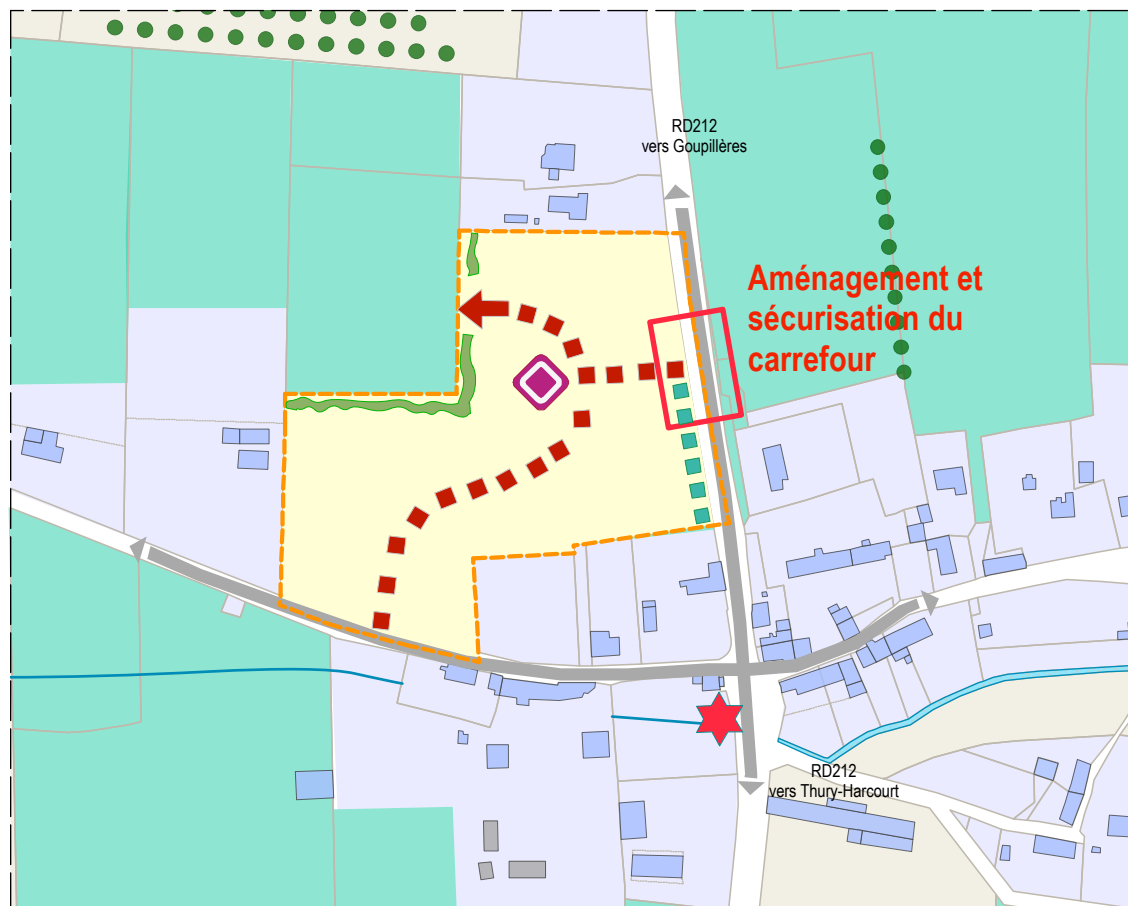 RD212
vers Goupillères
Aménagement et
sécurisation du
carrefour
RD212
vers Thury-Harcourt